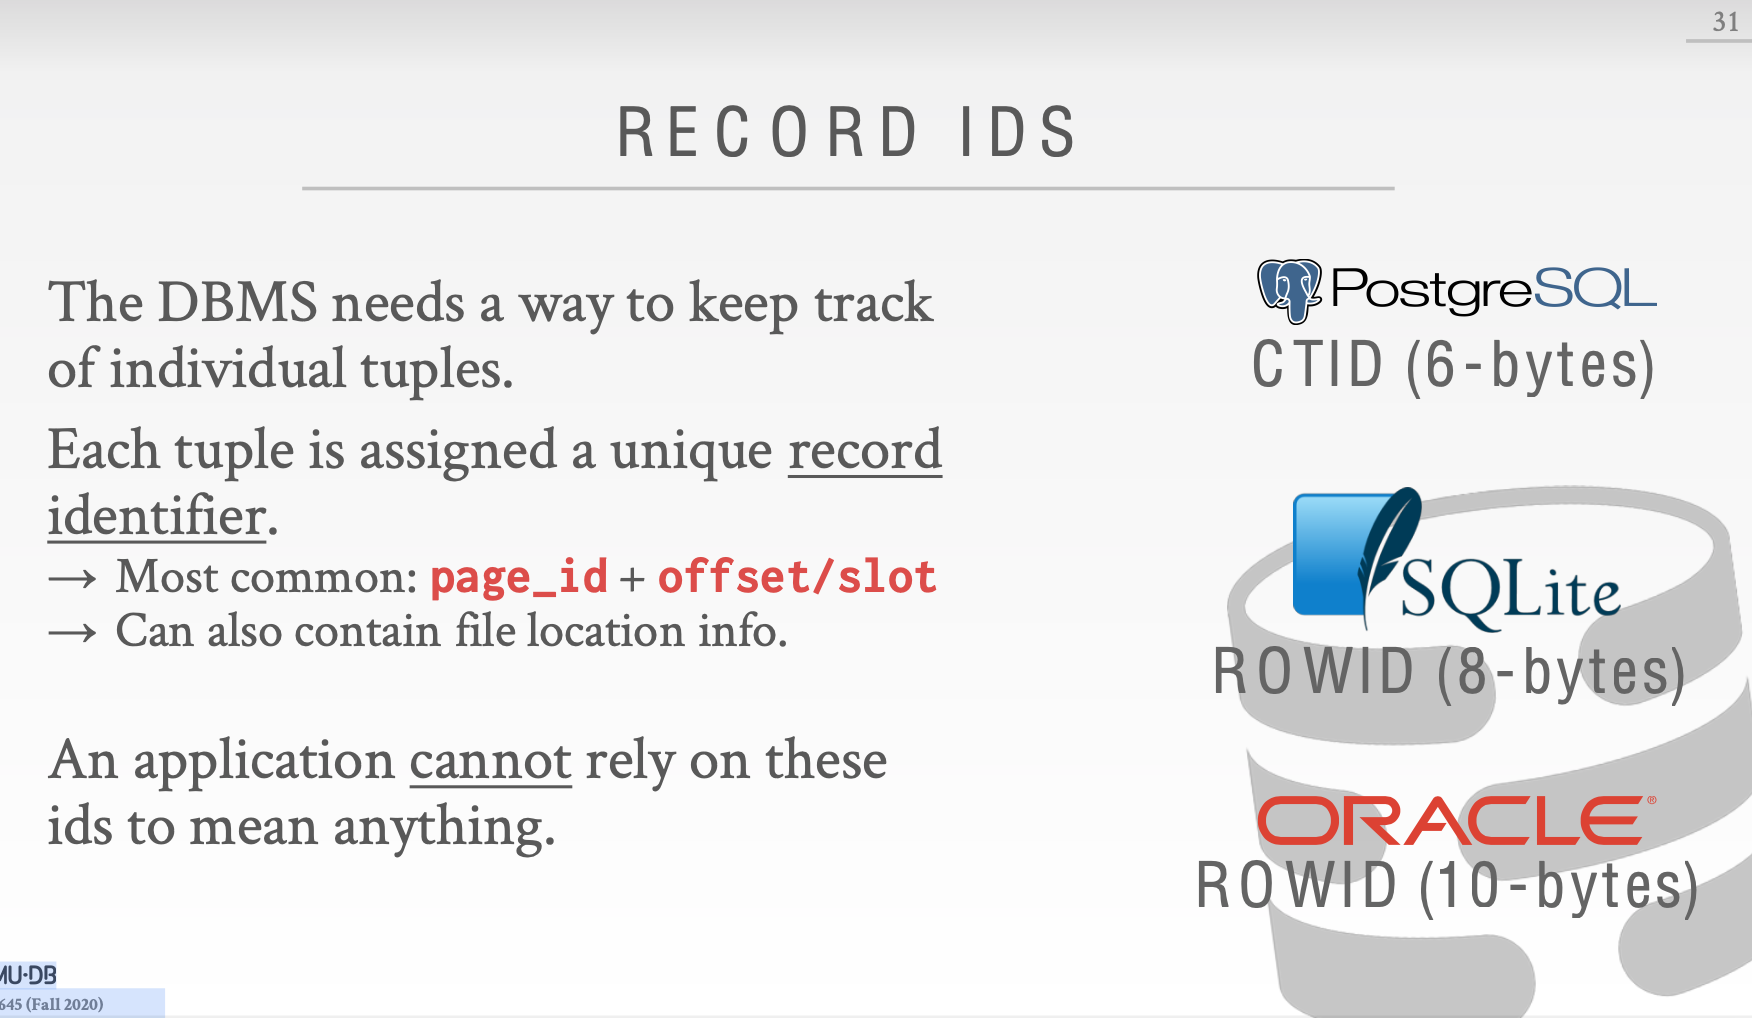 31
RECORD IDS
The DBMS needs a way to keep track
of individual tuples.
Each tuple is assigned a unique record
identifier.
→ Most common: page_id + offset/slot
→ Can also contain file location info.
An application cannot rely on these
ids to mean anything.
PostgreSQL
CTID (6-bytes)
SQLite
ROWID (8-bytes)
ORACLE®
ROWID (10-bytes)
MU·DB
645 (Fall 2020)